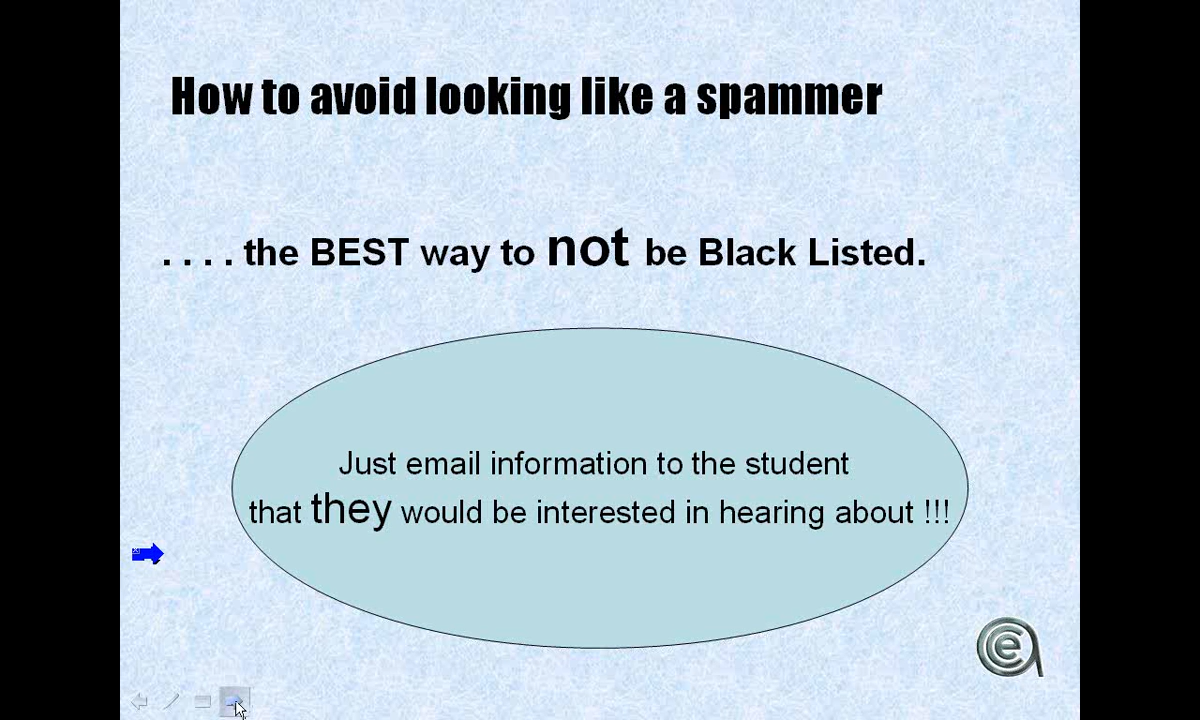 How to avoid looking like a spammer
. . . . the BEST way to not be Black Listed.
Just email information to the student
that they would be interested in hearing about !!!